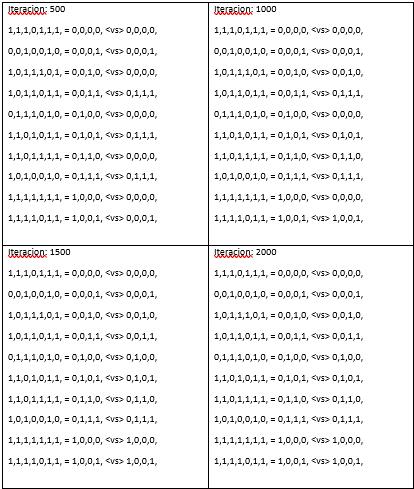 Iteracion: 500
1,1,1,0,1,1,1, = 0,0,0,0, <vs> 0,0,0,0,
0,0,1,0,0,1,0, = 0,0,0,1, <vs> 0,0,0,1,
1,0,1,1,1,0,1, = 0,0,1,0, <vs> 0,0,0,0,
1,0,1,1,0,1,1, = 0,0,1,1, <vs> 0,1,1,1,
0,1,1,1,0,1,0, = 0,1,0,0, <vs> 0,0,0,0,
1,1,0,1,0,1,1, = 0,1,0,1, <vs> 0,1,1,1,
1,1,0,1,1,1,1, = 0,1,1,0, <vs> 0,0,0,0,
1,0,1,0,0,1,0, = 0,1,1,1, <vs> 0,1,1,1,
1,1,1,1,1,1,1, = 1,0,0,0, <vs> 0,0,0,0,
1,1,1,1,0,1,1, = 1,0,0,1, <vs> 0,0,0,1,
Iteracion: 1000
1,1,1,0,1,1,1, = 0,0,0,0, <vs> 0,0,0,0,
0,0,1,0,0,1,0, = 0,0,0,1, <vs> 0,0,0,1,
1,0,1,1,1,0,1, = 0,0,1,0, <vs> 0,0,1,0,
1,0,1,1,0,1,1, = 0,0,1,1, <vs> 0,1,1,1,
0,1,1,1,0,1,0, = 0,1,0,0, <vs> 0,0,0,0,
1,1,0,1,0,1,1, = 0,1,0,1, <vs> 0,1,0,1,
1,1,0,1,1,1,1, = 0,1,1,0, <vs> 0,1,1,0,
1,0,1,0,0,1,0, = 0,1,1,1, <vs> 0,1,1,1,
1,1,1,1,1,1,1, = 1,0,0,0, <vs> 0,0,0,0,
1,1,1,1,0,1,1, = 1,0,0,1, <vs> 1,0,0,1,
Iteracion: 1500
1,1,1,0,1,1,1, = 0,0,0,0, <vs> 0,0,0,0,
0,0,1,0,0,1,0, = 0,0,0,1, <vs> 0,0,0,1,
1,0,1,1,1,0,1, = 0,0,1,0, <vs> 0,0,1,0,
1,0,1,1,0,1,1, = 0,0,1,1, <vs> 0,0,1,1,
0,1,1,1,0,1,0, = 0,1,0,0, <vs> 0,1,0,0,
1,1,0,1,0,1,1, = 0,1,0,1, <vs> 0,1,0,1,
1,1,0,1,1,1,1, = 0,1,1,0, <vs> 0,1,1,0,
1,0,1,0,0,1,0, = 0,1,1,1, <vs> 0,1,1,1,
1,1,1,1,1,1,1, = 1,0,0,0, <vs> 1,0,0,0,
1,1,1,1,0,1,1, = 1,0,0,1, <vs> 1,0,0,1,
Iteracion: 2000
1,1,1,0,1,1,1, = 0,0,0,0, <vs> 0,0,0,0,
0,0,1,0,0,1,0, = 0,0,0,1, <vs> 0,0,0,1,
1,0,1,1,1,0,1, = 0,0,1,0, <vs> 0,0,1,0,
1,0,1,1,0,1,1, = 0,0,1,1, <vs> 0,0,1,1,
0,1,1,1,0,1,0, = 0,1,0,0, <vs> 0,1,0,0,
1,1,0,1,0,1,1, = 0,1,0,1, <vs> 0,1,0,1,
1,1,0,1,1,1,1, = 0,1,1,0, <vs> 0,1,1,0,
1,0,1,0,0,1,0, = 0,1,1,1, <vs> 0,1,1,1,
1,1,1,1,1,1,1, = 1,0,0,0, <vs> 1,0,0,0,
1,1,1,1,0,1,1, = 1,0,0,1, <vs> 1,0,0,1,